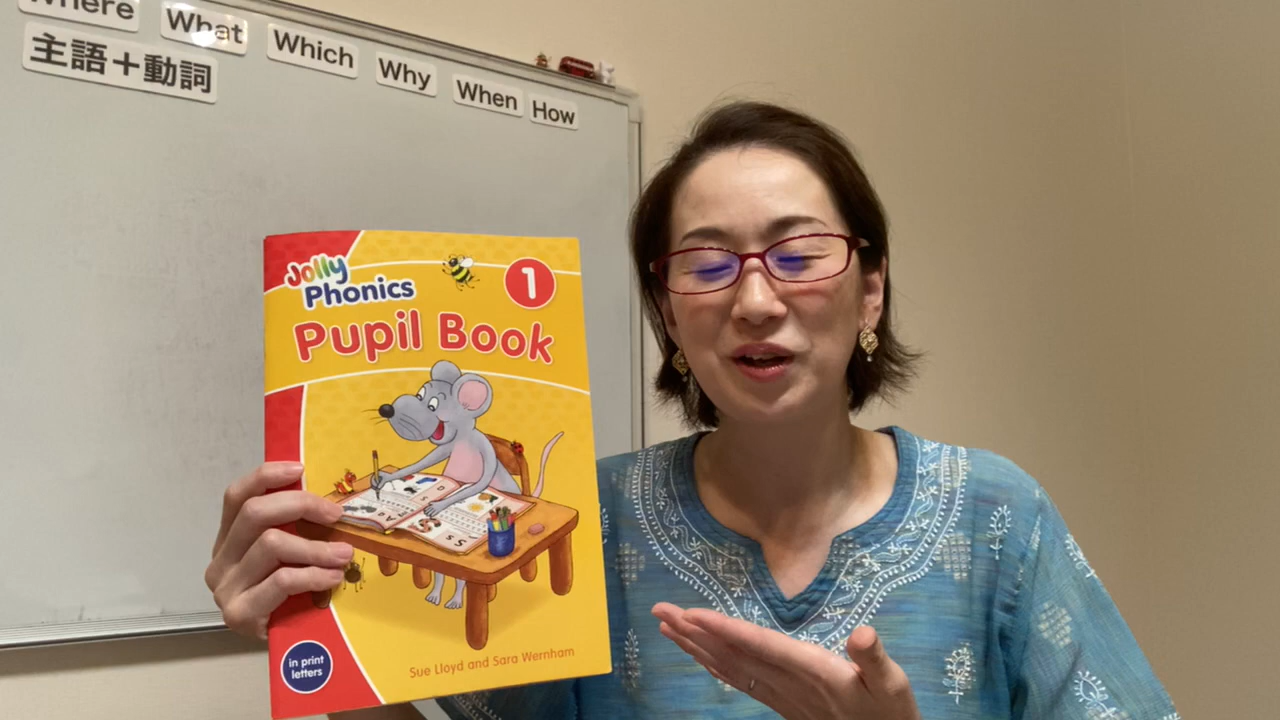 Where
What
Which
Why
When
How
主語＋動詞
Jolly
Phonics
1
Pupil Book
in print
letters
Sue Lloyd and Sara Wernham